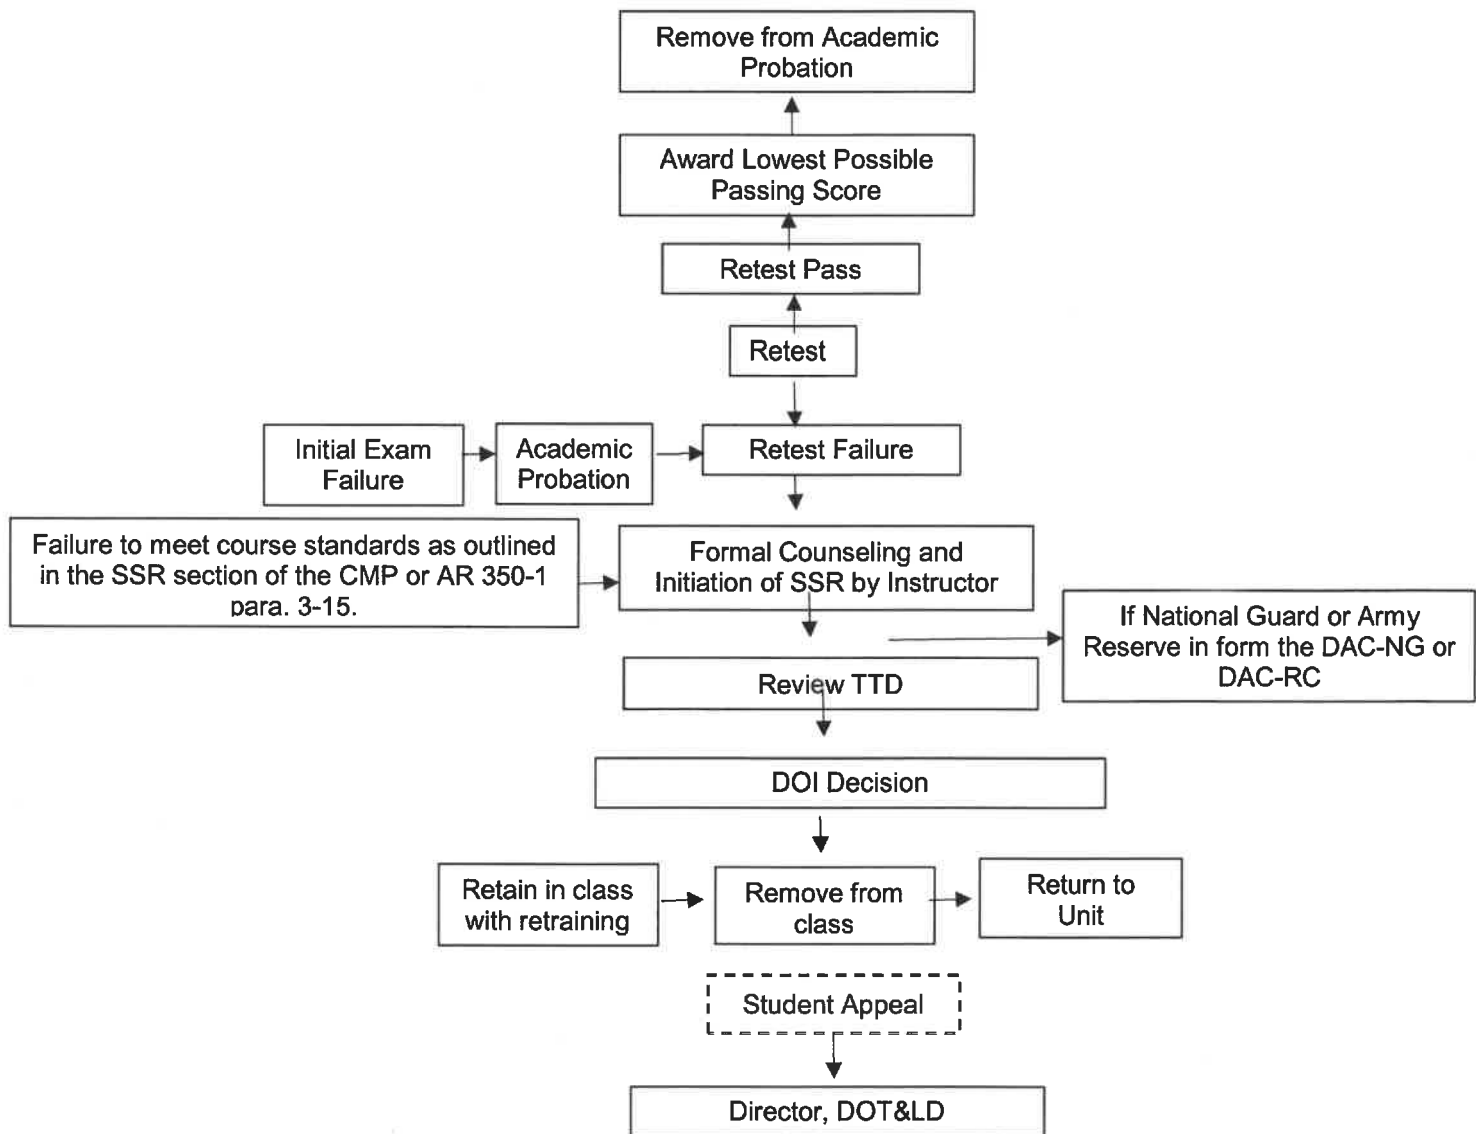 Remove from Academic
Probation
Award Lowest Possible
Passing Score
Retest Pass
Retest
Initial Exam
Failure
Academic
Probation
Retest Failure
Failure to meet course standards as outlined
in the SSR section of the CMP or AR 350-1
para. 3-15.
Formal Counseling and
Initiation of SSR by Instructor
If National Guard or Army
Reserve in form the DAC-NG or
DAC-RC
Review TTD
DOI Decision
Retain in class
with retraining
Remove from
class
Return to
Unit
Student Appeal
Director, DOT&LD